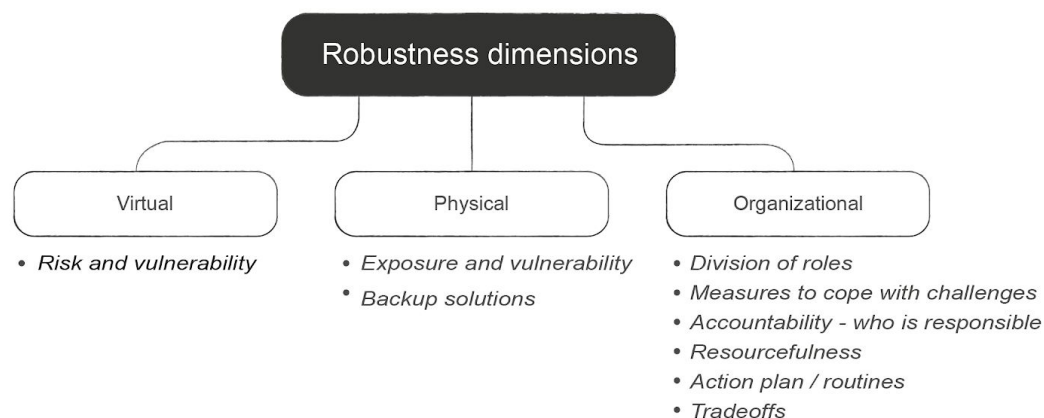 Robustness dimensions
Virtual
• Risk and vulnerability
Physical
• Exposure and vulnerability
• Backup solutions
Organizational
• Division of roles
• Measures to cope with challenges
• Accountability - who is responsible
• Resourcefulness
• Action plan / routines
• Tradeoffs